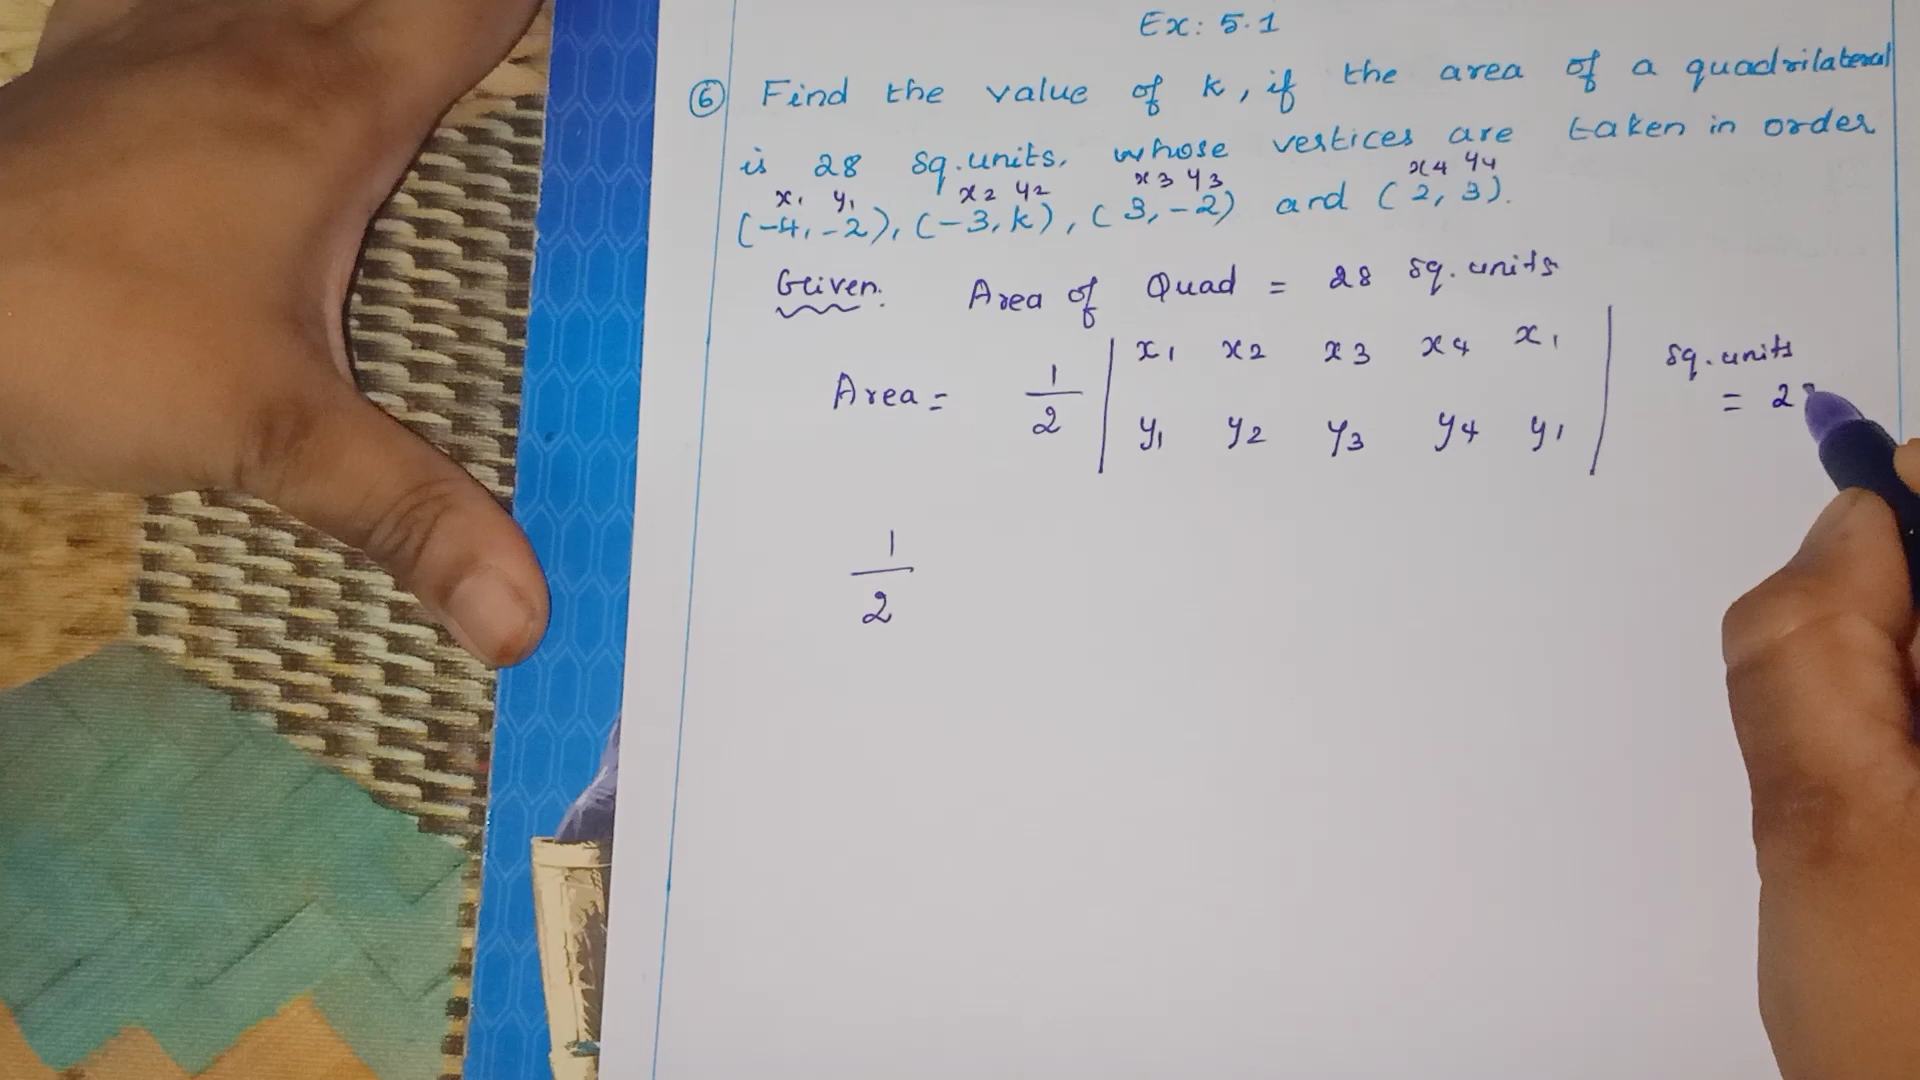 Ex: 5.1
6 Find the value of k, if the area of a quadrilateral
is 28 sq.units, whose vertices are taken in order
x1 y1 x2 y2 x3 y3 x4 y4
(-4,-2), (-3, k), (3,-2) and (2, 3).
Given: Area of Quad = 28 sq. units
Area = 1/2 | x1 x2 x3 x4 x1 | sq. units
y1 y2 y3 y4 y1 = 2
1/2